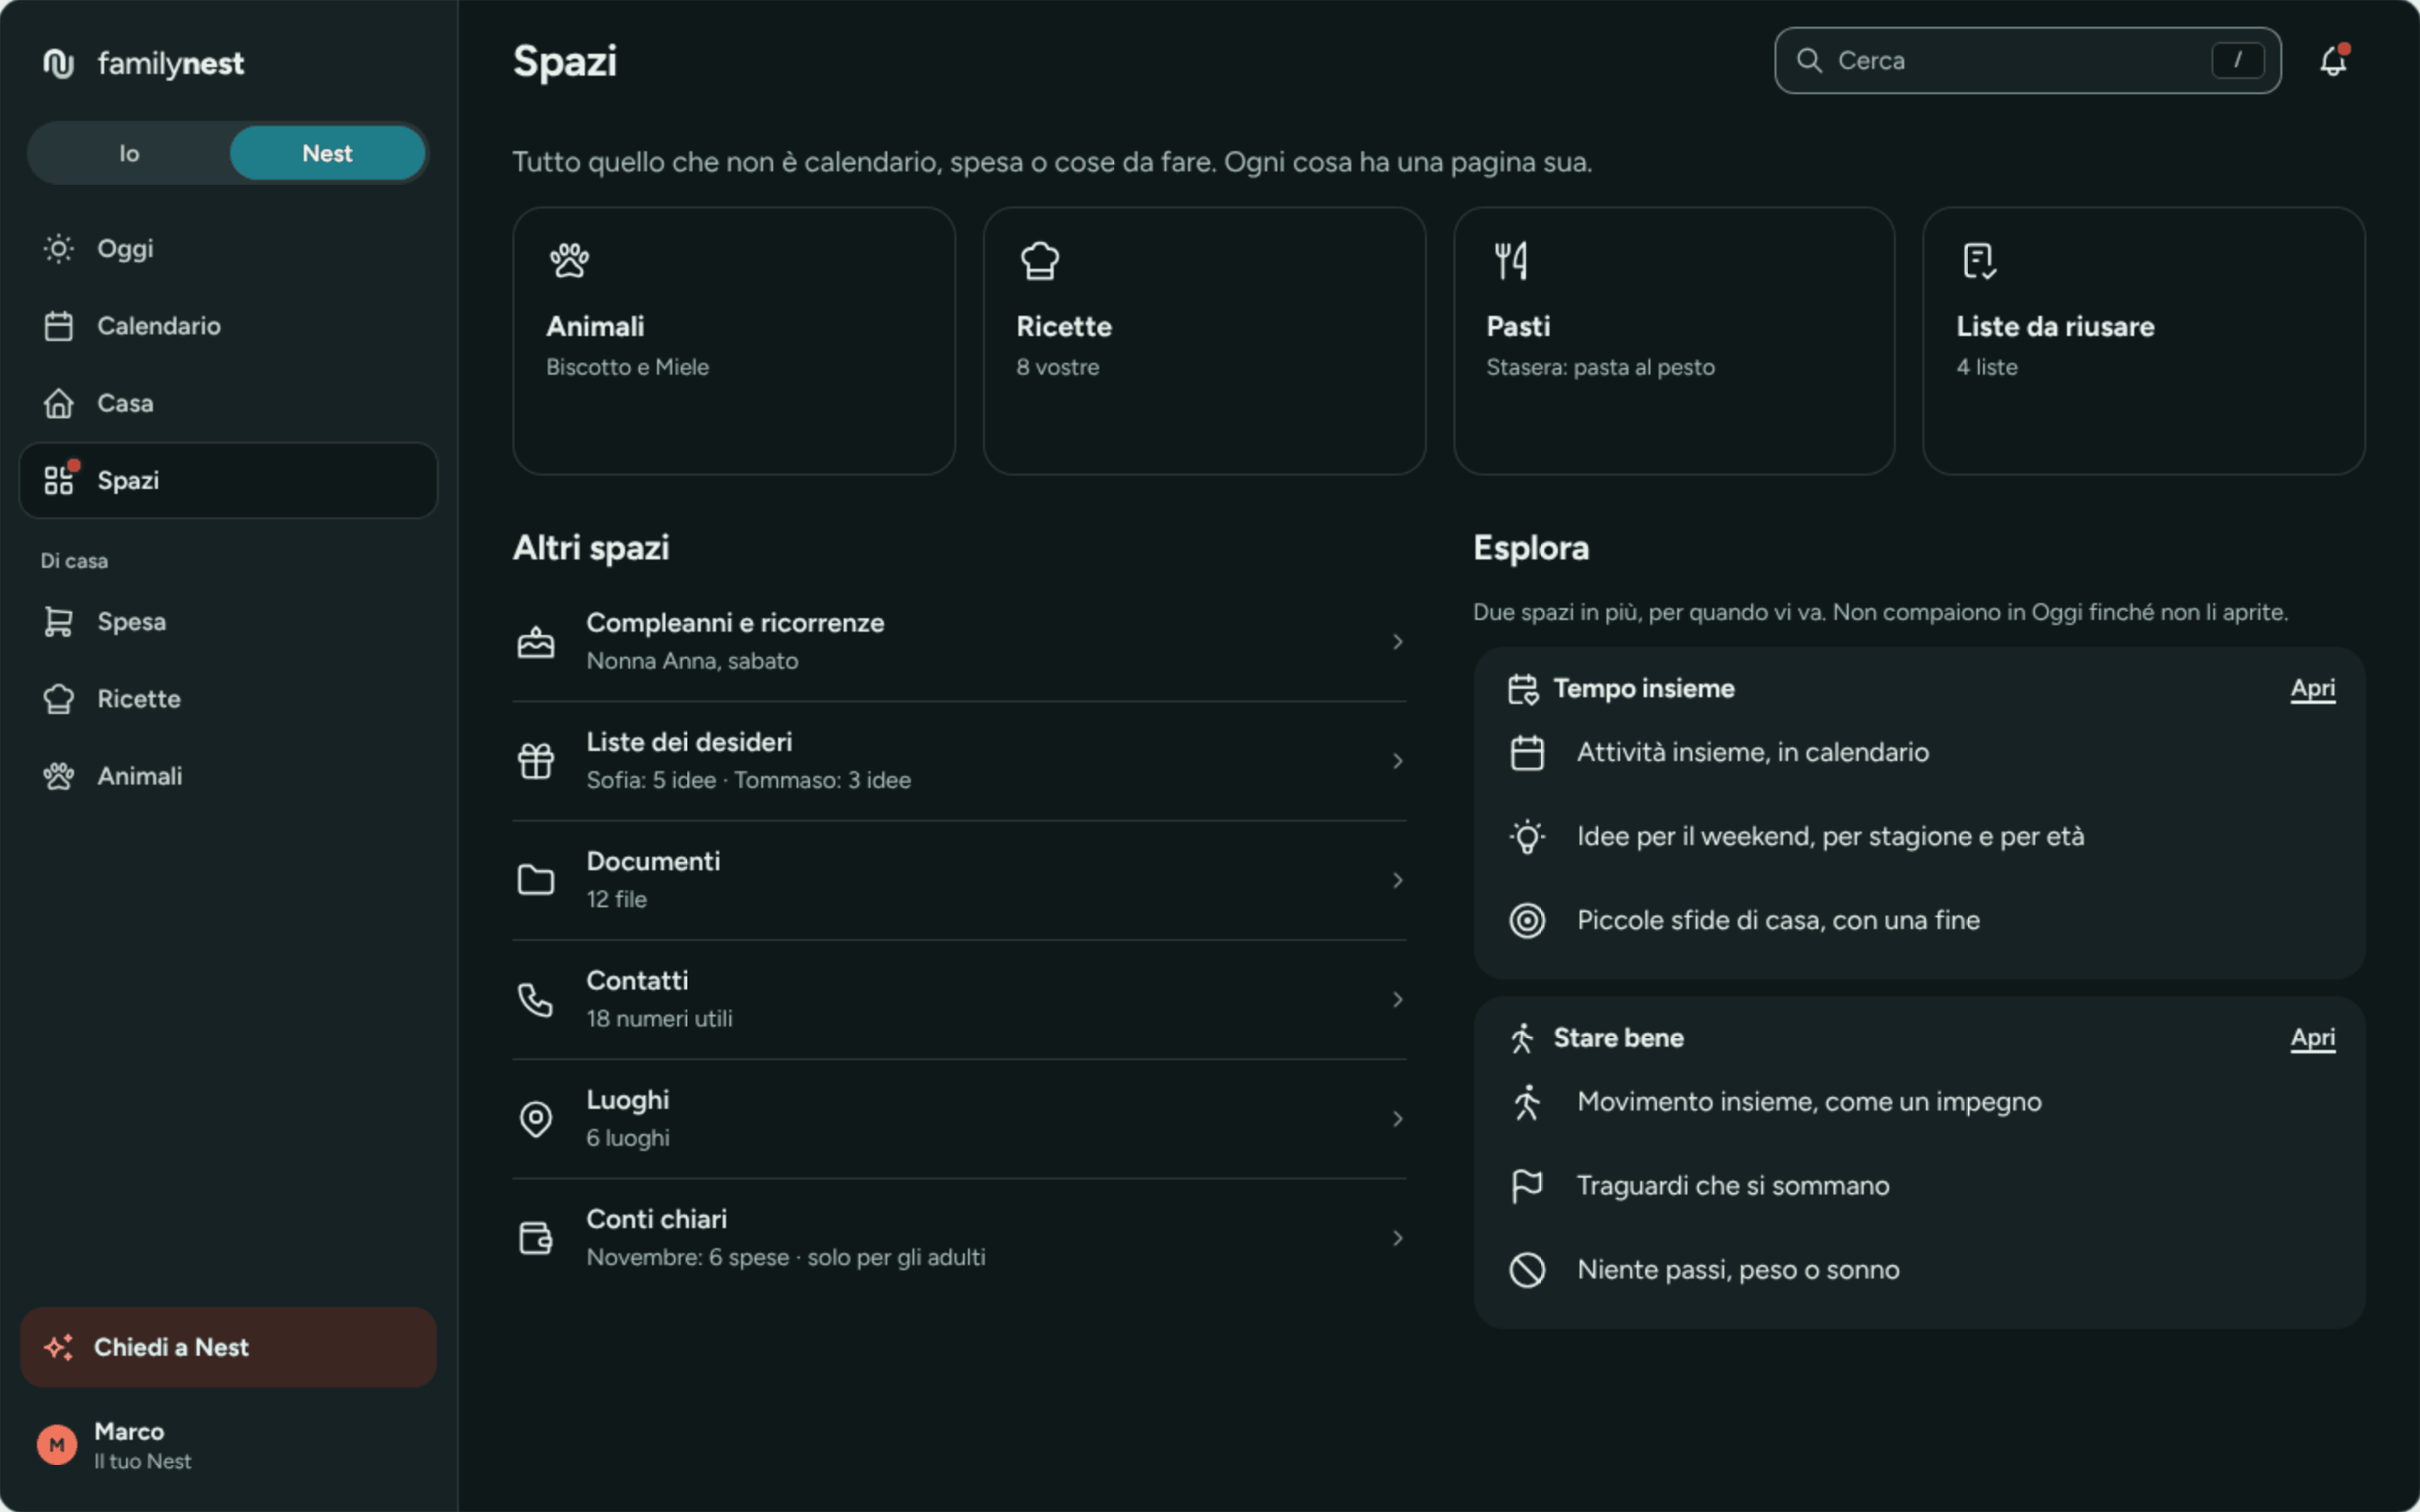 familynest
Io
Nest
Oggi
Calendario
Casa
Spazi
Di casa
Spesa
Ricette
Animali
Chiedi a Nest
M
Marco
Il tuo Nest
Spazi
Cerca
/
Tutto quello che non è calendario, spesa o cose da fare. Ogni cosa ha una pagina sua.
Animali
Biscotto e Miele
Ricette
8 vostre
Pasti
Stasera: pasta al pesto
Liste da riusare
4 liste
Altri spazi
Compleanni e ricorrenze
Nonna Anna, sabato
Liste dei desideri
Sofia: 5 idee · Tommaso: 3 idee
Documenti
12 file
Contatti
18 numeri utili
Luoghi
6 luoghi
Conti chiari
Novembre: 6 spese · solo per gli adulti
Esplora
Due spazi in più, per quando vi va. Non compaiono in Oggi finché non li aprite.
Tempo insieme
Apri
Attività insieme, in calendario
Idee per il weekend, per stagione e per età
Piccole sfide di casa, con una fine
Stare bene
Apri
Movimento insieme, come un impegno
Traguardi che si sommano
Niente passi, peso o sonno